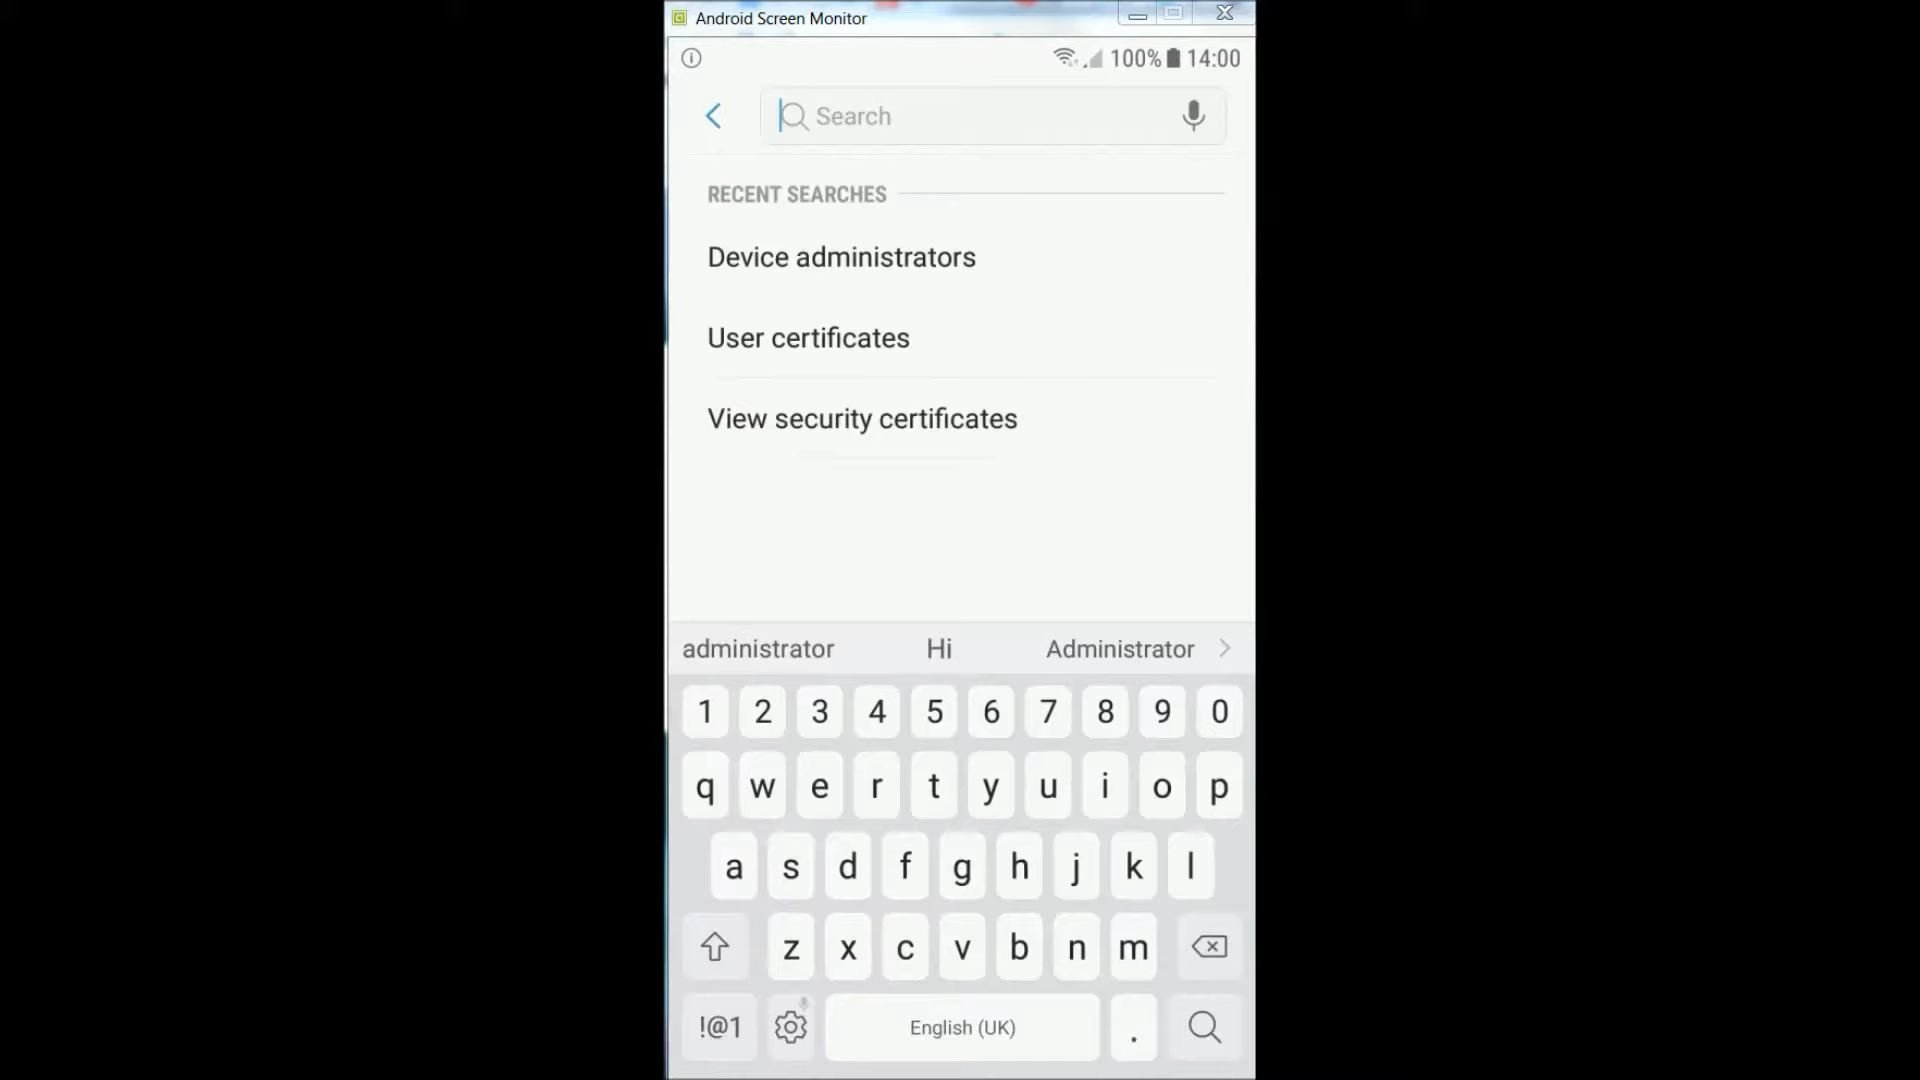 Android Screen Monitor
100% 14:00
Search
RECENT SEARCHES
Device administrators
User certificates
View security certificates
administrator Hi Administrator
1 2 3 4 5 6 7 8 9 0
q w e r t y u i o p
a s d f g h j k l
z x c v b n m
!@1 English (UK) .